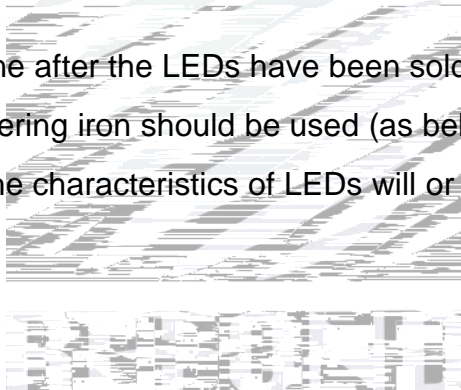 ne after the LEDs have been sold
ering iron should be used (as bel
ne characteristics of LEDs will or